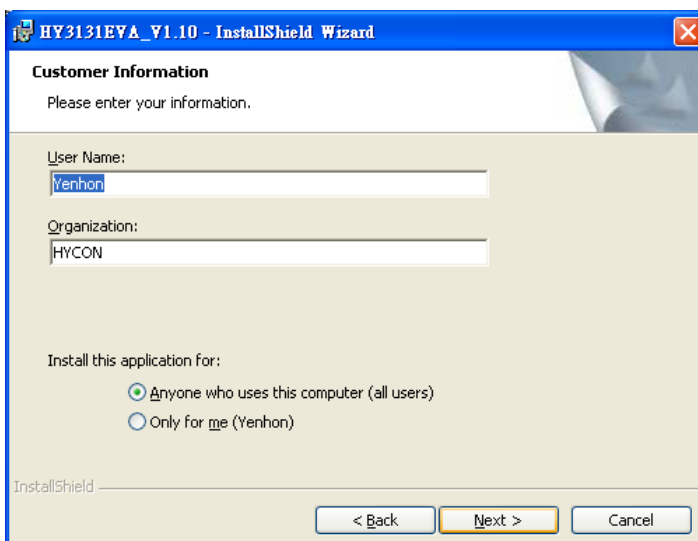 HY3131EVA_V1.10 - InstallShield Wizard
Customer Information
Please enter your information.
User Name:
Yenhon
Organization:
HYCON
Install this application for:
Anyone who uses this computer (all users)
Only for me (Yenhon)
InstallShield
< Back Next > Cancel